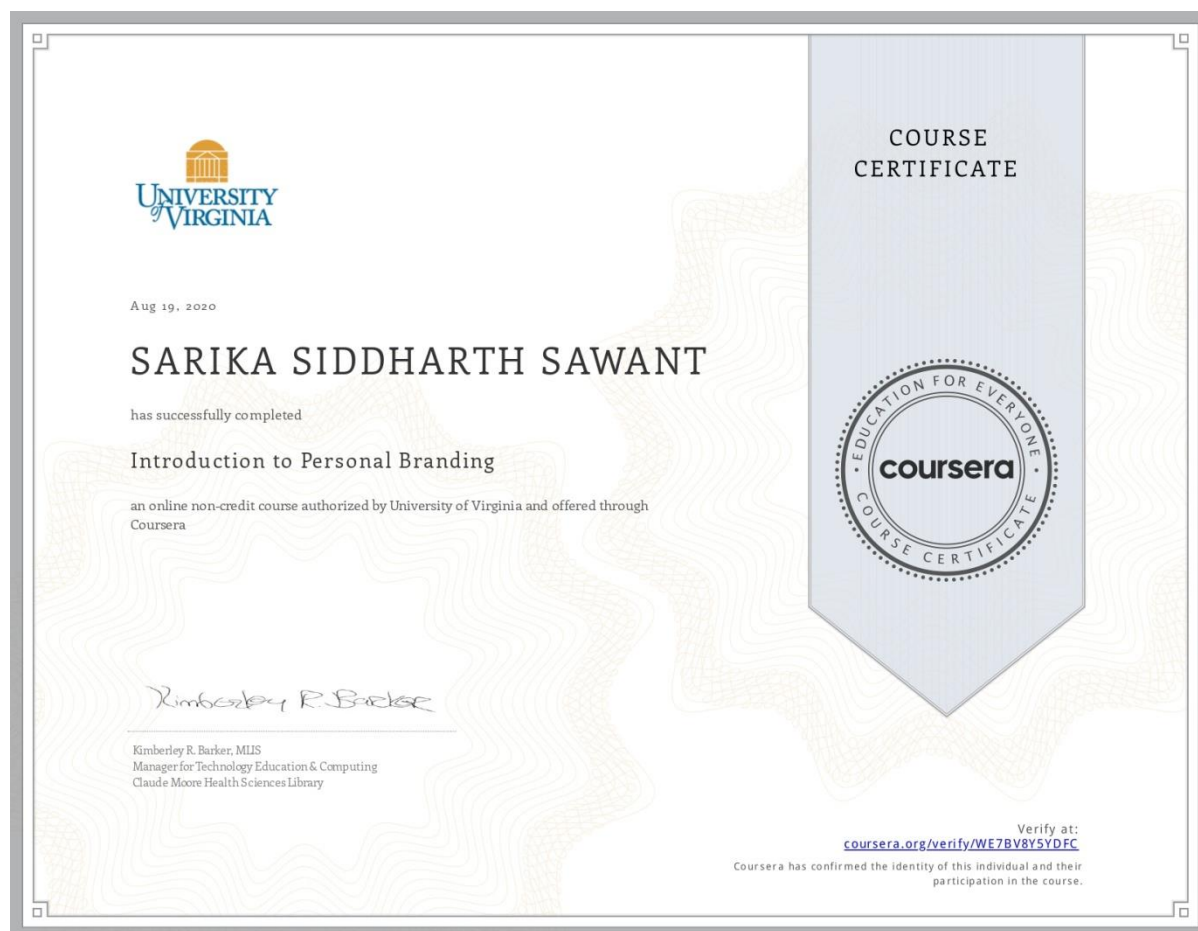 UNIVERSITY
of VIRGINIA
COURSE
CERTIFICATE
Aug 19, 2020
SARIKA SIDDHARTH SAWANT
has successfully completed
Introduction to Personal Branding
an online non-credit course authorized by University of Virginia and offered through
Coursera
EDUCATION FOR EVERYONE
coursera
COURSE CERTIFICATE
Kimberley R. Barker
Kimberley R. Barker, MLIS
Manager for Technology Education & Computing
Claude Moore Health Sciences Library
Verify at:
coursera.org/verify/WE7BV8Y5YDFC
Coursera has confirmed the identity of this individual and their
participation in the course.